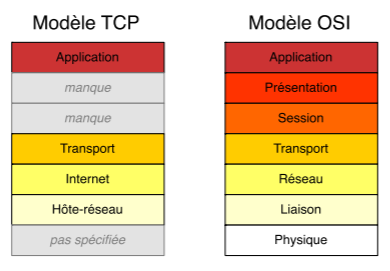 Modèle TCP
Application
manque
manque
Transport
Internet
Hôte-réseau
pas spécifiée
Modèle OSI
Application
Présentation
Session
Transport
Réseau
Liaison
Physique